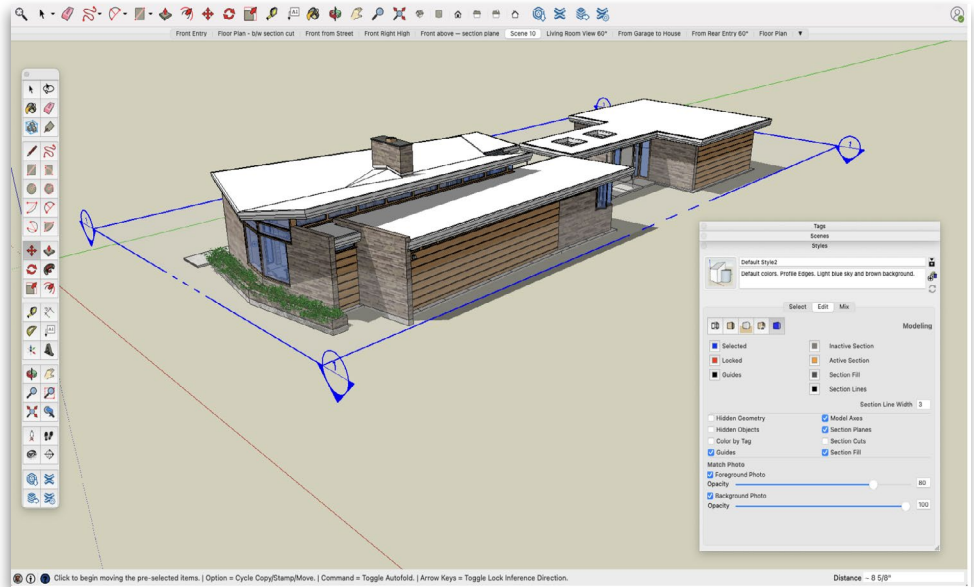 Front Entry Floor Plan - b/w section cut Front from Street Front Right High Front above — section plane Scene 10 Living Room View 60° From Garage to House From Rear Entry 60° Floor Plan
Tags
Scenes
Styles
Default Style2
Default colors. Profile Edges. Light blue sky and brown background.
Select Edit Mix
Modeling
Selected Inactive Section
Locked Active Section
Guides Section Fill
Section Lines
Section Line Width 3
Hidden Geometry Model Axes
Hidden Objects Section Planes
Color by Tag Section Cuts
Guides Section Fill
Match Photo
Foreground Photo
Opacity 80
Background Photo
Opacity 100
Click to begin moving the pre-selected items. | Option = Cycle Copy/Stamp/Move. | Command = Toggle Autofold. | Arrow Keys = Toggle Lock Inference Direction. Distance ~ 8 5/8"